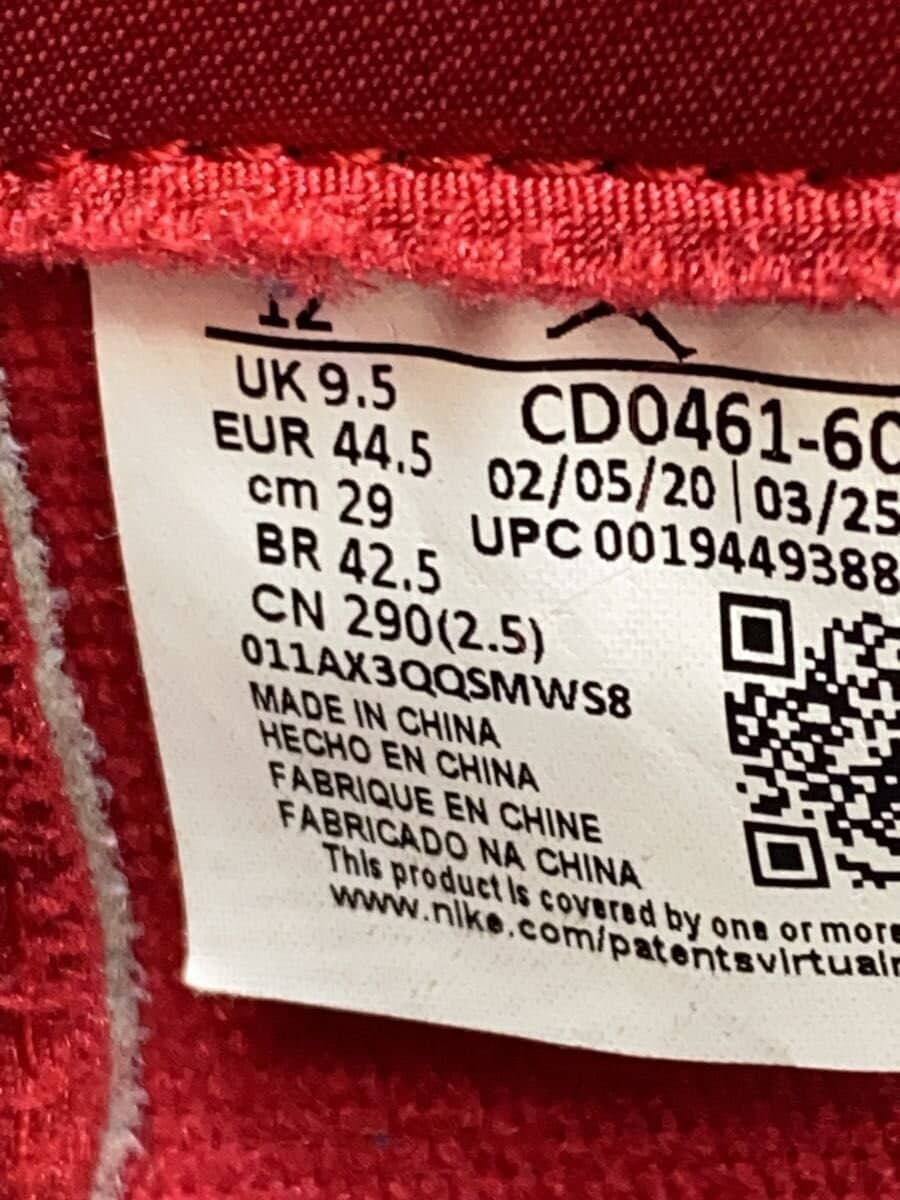 12
UK 9.5
EUR 44.5
cm 29
BR 42.5
CN 290(2.5)
011AX3QQSMWS8
CD0461-60
02/05/20 | 03/25
UPC 0019449388
MADE IN CHINA
HECHO EN CHINA
FABRIQUE EN CHINE
FABRICADO NA CHINA
This product is covered by one or more
www.nike.com/patentsvirtual